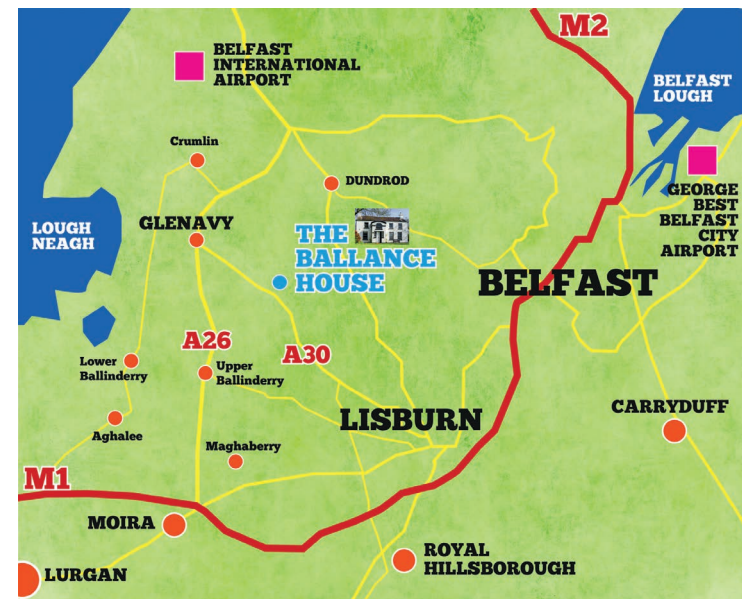 M2
BELFAST
INTERNATIONAL
AIRPORT
BELFAST
LOUGH
Crumlin
DUNDROD
GEORGE
BEST
BELFAST
CITY
AIRPORT
LOUGH
NEAGH
GLENAVY
THE
BALLANCE
HOUSE
BELFAST
A26
A30
Lower
Ballinderry
Upper
Ballinderry
CARRYDUFF
LISBURN
Aghalee
Maghaberry
M1
MOIRA
ROYAL
HILLSBOROUGH
LURGAN